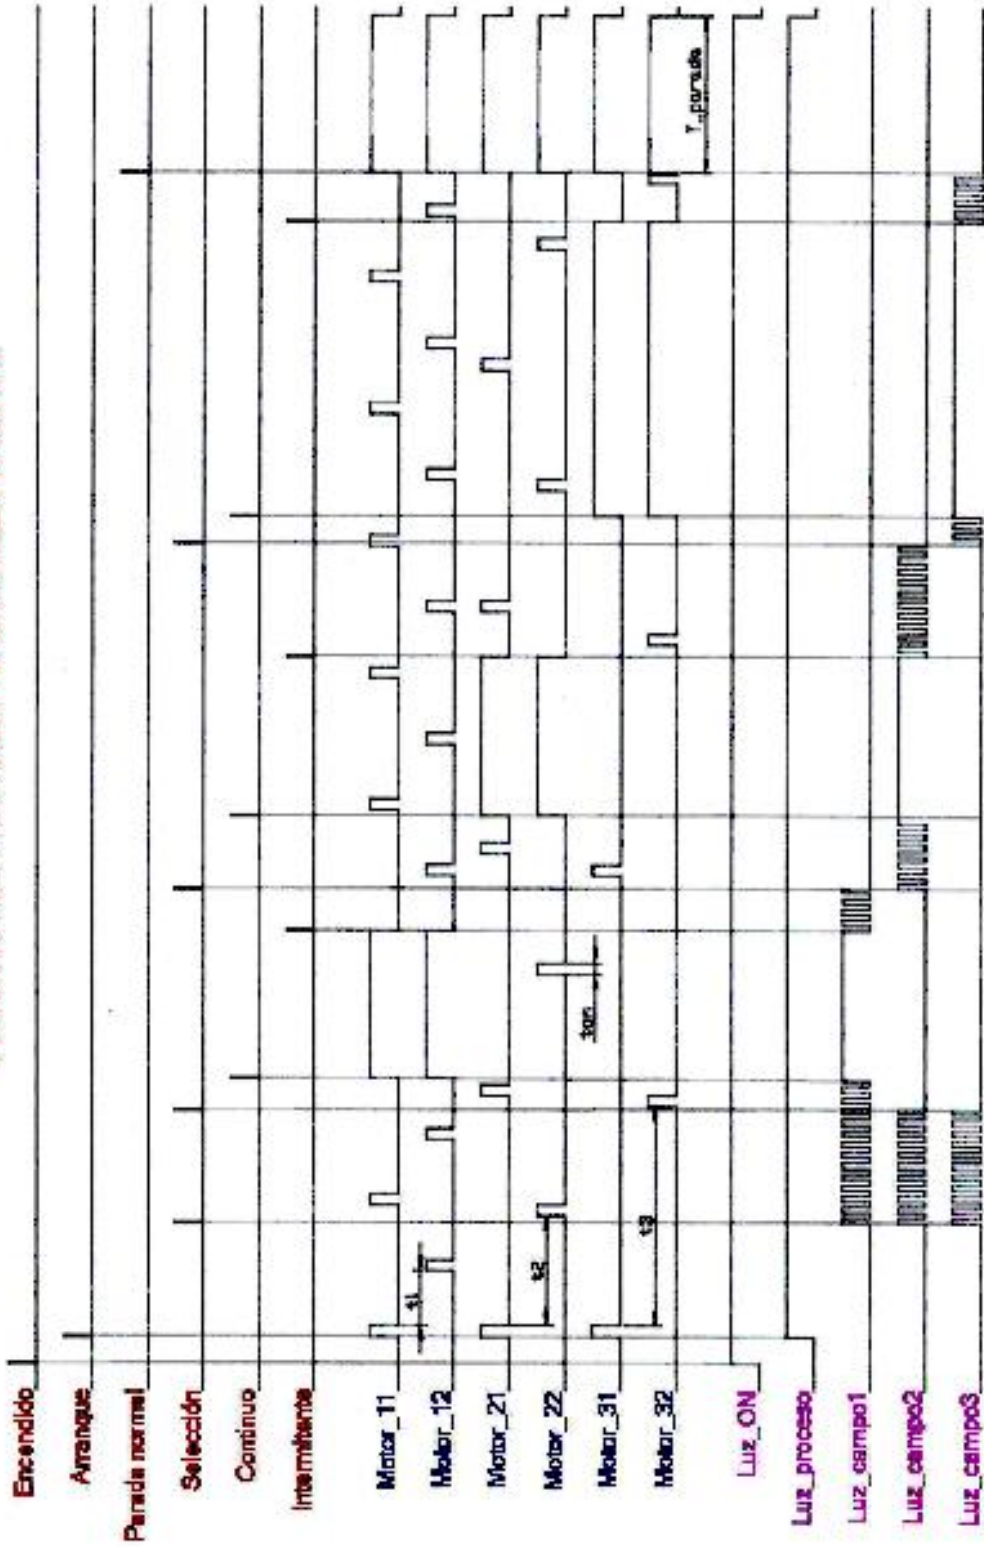 Encendido
Arranque
Parada normal
Selección
Continuo
Intermitente
Motor_11
t1
Motor_12
Motor_21
t2
Motor_22
ton
Motor_31
t3
Motor_32
T_parada
Luz_ON
Luz_proceso
Luz_campo1
Luz_campo2
Luz_campo3